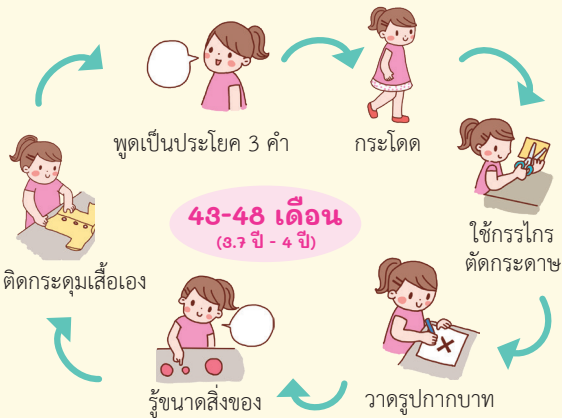 พูดเป็นประโยค 3 คำ
กระโดด
ใช้กรรไกร
ตัดกระดาษ
วาดรูปกากบาท
รู้ขนาดสิ่งของ
ติดกระดุมเสื้อเอง
43-48 เดือน
(3.7 ปี - 4 ปี)